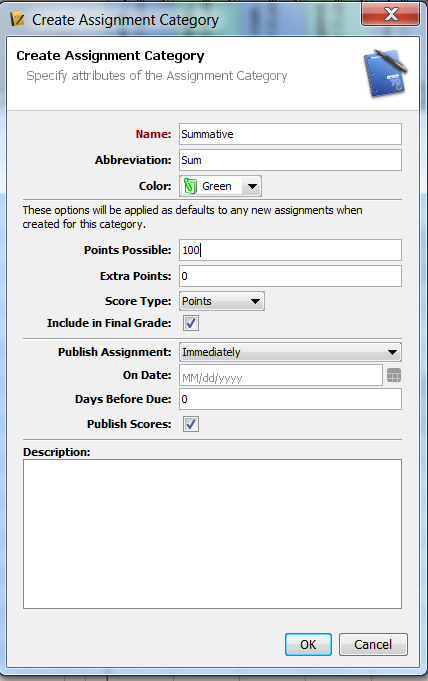 Create Assignment Category
Create Assignment Category
Specify attributes of the Assignment Category
Name: Summative
Abbreviation: Sum
Color: Green
These options will be applied as defaults to any new assignments when
created for this category.
Points Possible: 100
Extra Points: 0
Score Type: Points
Include in Final Grade:
Publish Assignment: Immediately
On Date: MM/dd/yyyy
Days Before Due: 0
Publish Scores:
Description:
OK Cancel